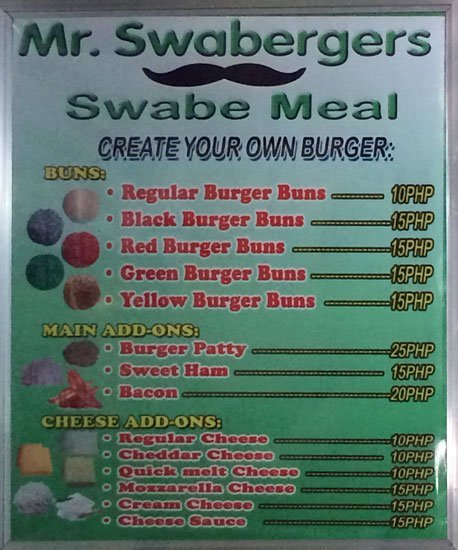 Mr. Swabergers
Swabe Meal
CREATE YOUR OWN BURGER:
BUNS:
• Regular Burger Buns 10PHP
• Black Burger Buns 15PHP
• Red Burger Buns 15PHP
• Green Burger Buns 15PHP
• Yellow Burger Buns 15PHP
MAIN ADD-ONS:
• Burger Patty 25PHP
• Sweet Ham 15PHP
• Bacon 20PHP
CHEESE ADD-ONS:
• Regular Cheese 10PHP
• Cheddar Cheese 10PHP
• Quick melt Cheese 10PHP
• Mozzarella Cheese 15PHP
• Cream Cheese 15PHP
• Cheese Sauce 15PHP